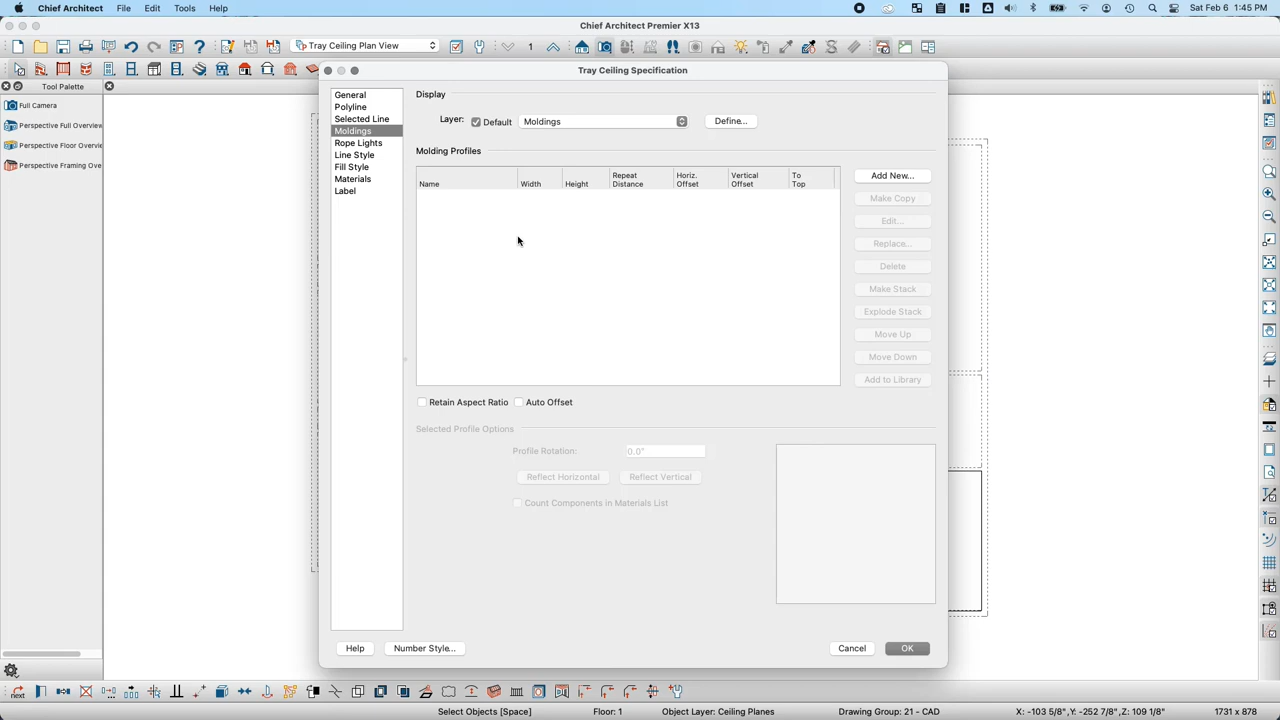 Chief Architect File Edit Tools Help Sat Feb 6 1:45 PM
Chief Architect Premier X13
Tray Ceiling Plan View 1
Tool Palette
Tray Ceiling Specification
Full Camera
Perspective Full Overview
Perspective Floor Overvie
Perspective Framing Ove
General
Polyline
Selected Line
Moldings
Rope Lights
Line Style
Fill Style
Materials
Label
Display
Layer: Default Moldings Define...
Molding Profiles
Name Width Height Repeat Distance Horiz. Offset Vertical Offset To Top
Add New...
Make Copy
Edit...
Replace...
Delete
Make Stack
Explode Stack
Move Up
Move Down
Add to Library
Retain Aspect Ratio Auto Offset
Selected Profile Options
Profile Rotation: 0.0°
Reflect Horizontal Reflect Vertical
Count Components in Materials List
Help Number Style... Cancel OK
next
Select Objects [Space] Floor: 1 Object Layer: Ceiling Planes Drawing Group: 21 - CAD X: -103 5/8", Y: -252 7/8", Z: 109 1/8" 1731 x 878